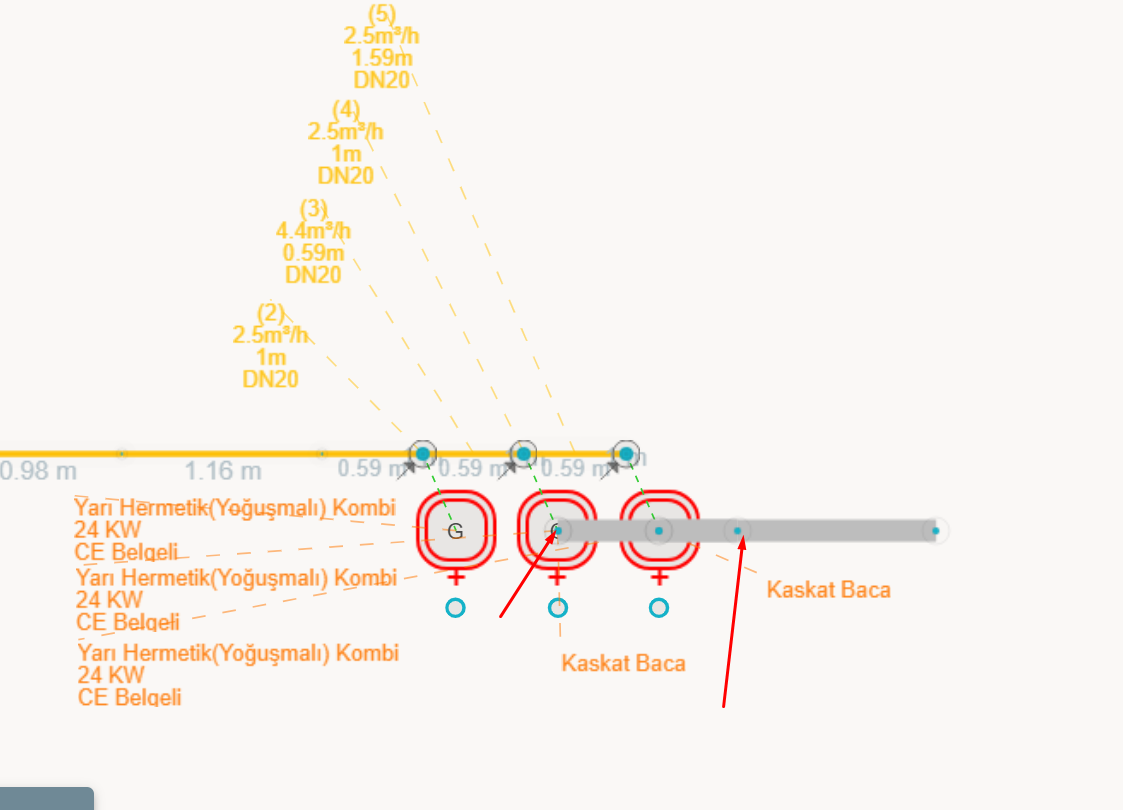 (5)
2.5m³/h
1.59m
DN20
(4)
2.5m³/h
1m
DN20
(3)
4.4m³/h
0.59m
DN20
(2)
2.5m³/h
1m
DN20
0.98 m
1.16 m
0.59 m
0.59 m
0.59 m
Yarı Hermetik(Yoğuşmalı) Kombi
24 KW
CE Belgeli
G
G
Yarı Hermetik(Yoğuşmalı) Kombi
24 KW
CE Belgeli
Kaskat Baca
Yarı Hermetik(Yoğuşmalı) Kombi
24 KW
CE Belgeli
Kaskat Baca